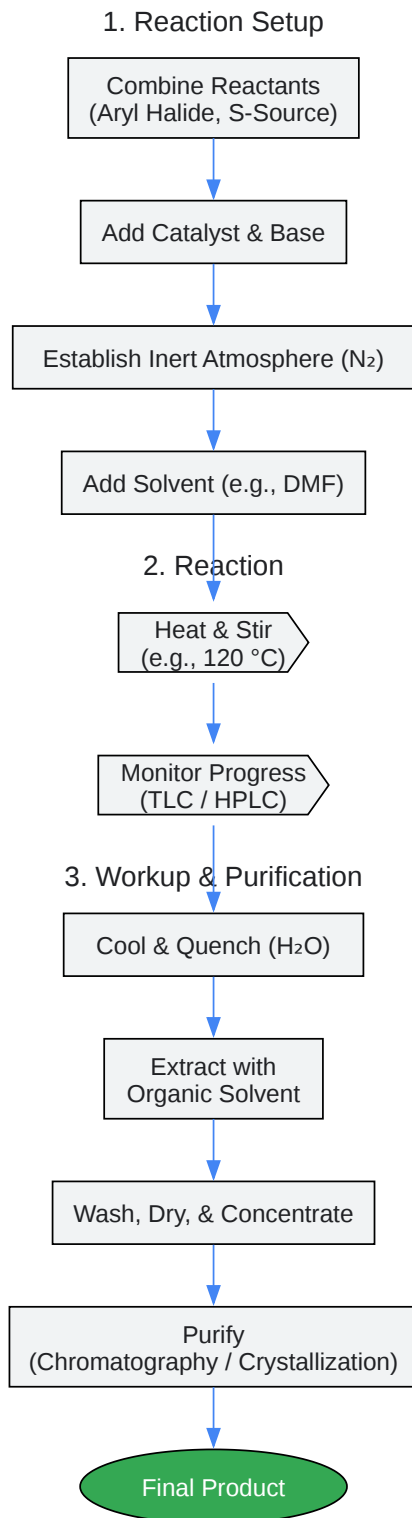 1. Reaction Setup
Combine Reactants
(Aryl Halide, S-Source)
Add Catalyst & Base
Establish Inert Atmosphere (N₂)
Add Solvent (e.g., DMF)
2. Reaction
Heat & Stir
(e.g., 120 °C)
Monitor Progress
(TLC / HPLC)
3. Workup & Purification
Cool & Quench (H₂O)
Extract with
Organic Solvent
Wash, Dry, & Concentrate
Purify
(Chromatography / Crystallization)
Final Product